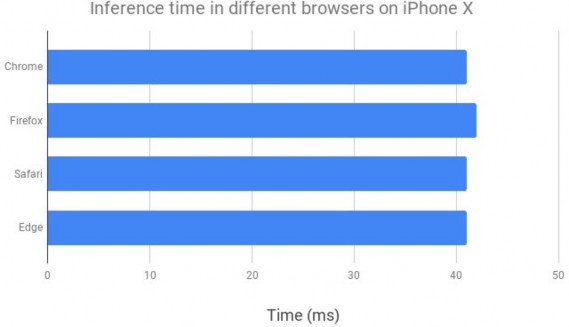 Inference time in different browsers on iPhone X
Chrome
Firefox
Safari
Edge
0 10 20 30 40 50
Time (ms)